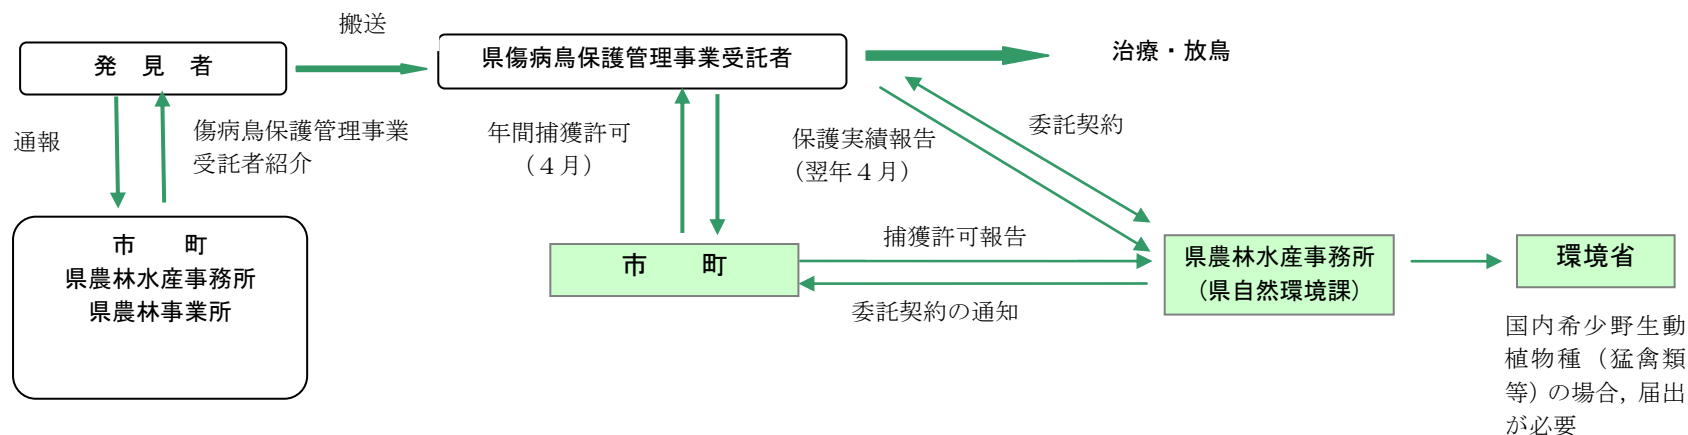 搬送
発　見　者
県傷病鳥保護管理事業受託者
治療・放鳥
通報
傷病鳥保護管理事業
受託者紹介
年間捕獲許可
（４月）
保護実績報告
（翌年４月）
委託契約
市　　町
県農林水産事務所
県農林事業所
市　　町
捕獲許可報告
委託契約の通知
県農林水産事務所
（県自然環境課）
環境省
国内希少野生動
植物種（猛禽類
等）の場合，届出
が必要